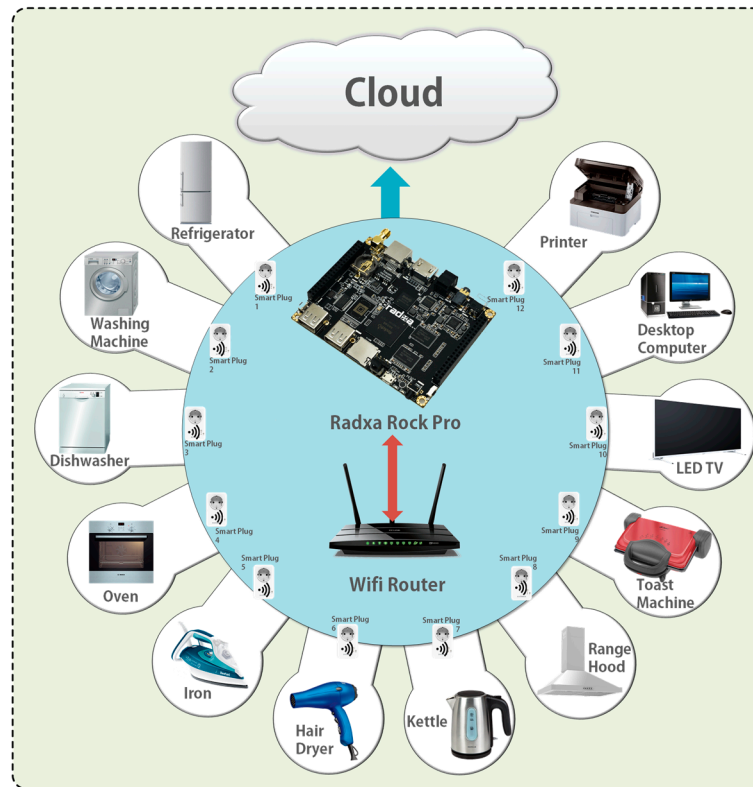 Cloud
Refrigerator
Printer
Smart Plug
1
Smart Plug
12
radxa
Washing
Machine
Smart Plug
2
Desktop
Computer
Smart Plug
11
Radxa Rock Pro
Dishwasher
Smart Plug
3
LED TV
Smart Plug
10
Oven
Smart Plug
4
Toast
Machine
Smart Plug
9
Wifi Router
Smart Plug
5
Smart Plug
8
Iron
Range
Hood
Smart Plug
6
Smart Plug
7
Hair
Dryer
Kettle